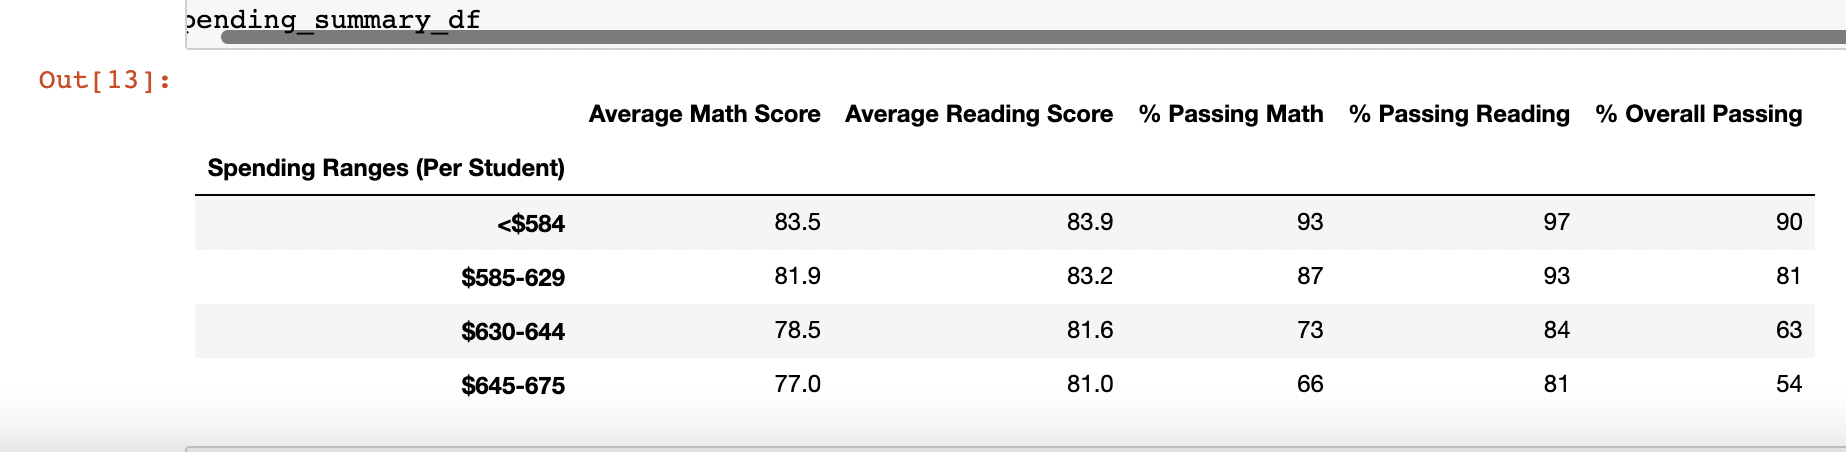 pending_summary_df
Out[13]:
Average Math Score Average Reading Score % Passing Math % Passing Reading % Overall Passing
Spending Ranges (Per Student)
<$584 83.5 83.9 93 97 90
$585-629 81.9 83.2 87 93 81
$630-644 78.5 81.6 73 84 63
$645-675 77.0 81.0 66 81 54